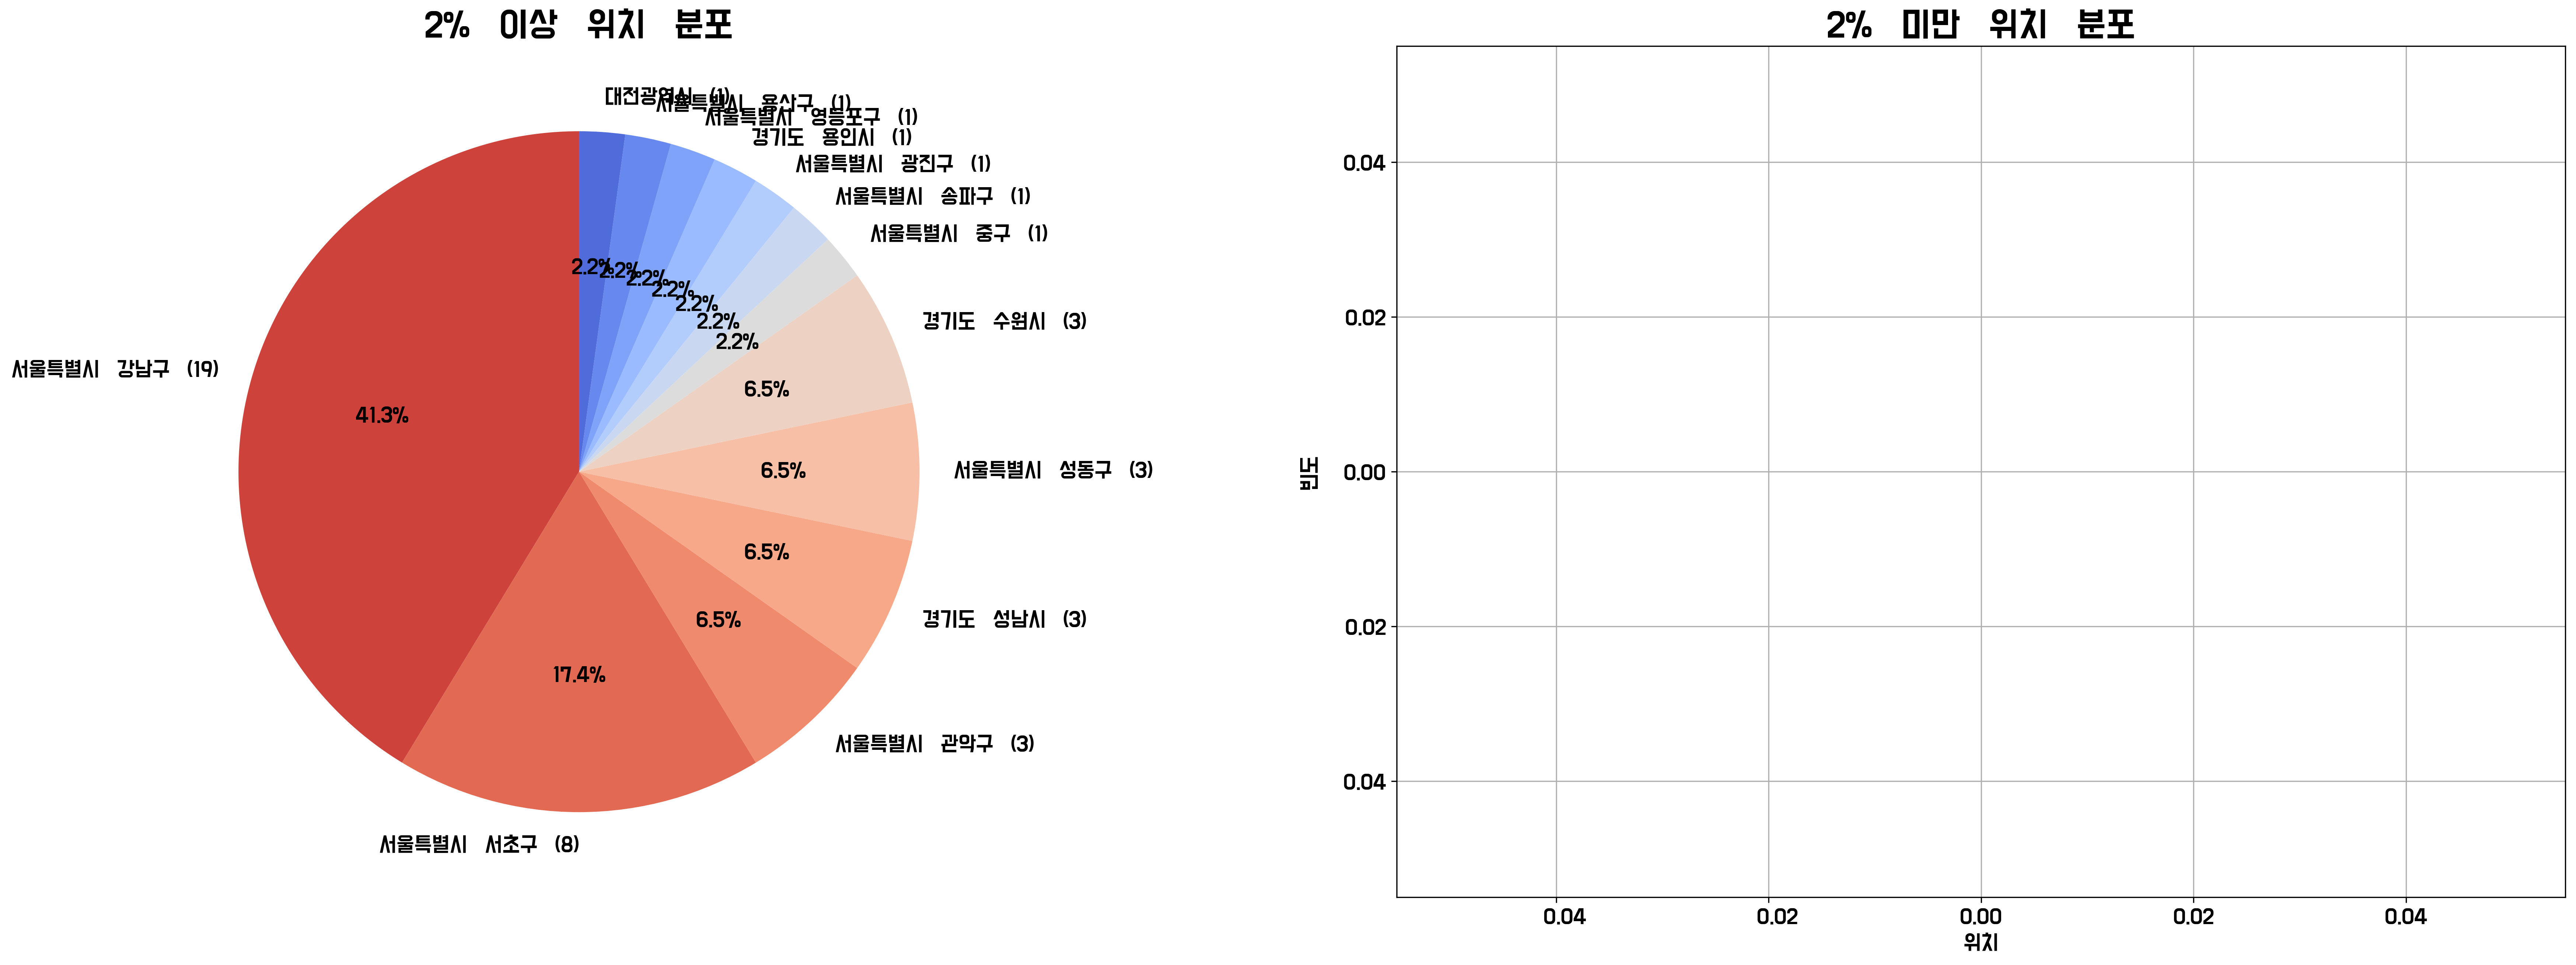 2% 이상 위치 분포
대전광역시 (1)
서울특별시 용산구 (1)
서울특별시 영등포구 (1)
경기도 용인시 (1)
서울특별시 광진구 (1)
서울특별시 송파구 (1)
서울특별시 중구 (1)
경기도 수원시 (3)
서울특별시 성동구 (3)
경기도 성남시 (3)
서울특별시 관악구 (3)
서울특별시 서초구 (8)
서울특별시 강남구 (19)
2.2%
2.2%
2.2%
2.2%
2.2%
2.2%
2.2%
6.5%
6.5%
6.5%
6.5%
17.4%
41.3%
2% 미만 위치 분포
빈도
0.04
0.02
0.00
0.02
0.04
0.04 0.02 0.00 0.02 0.04
위치